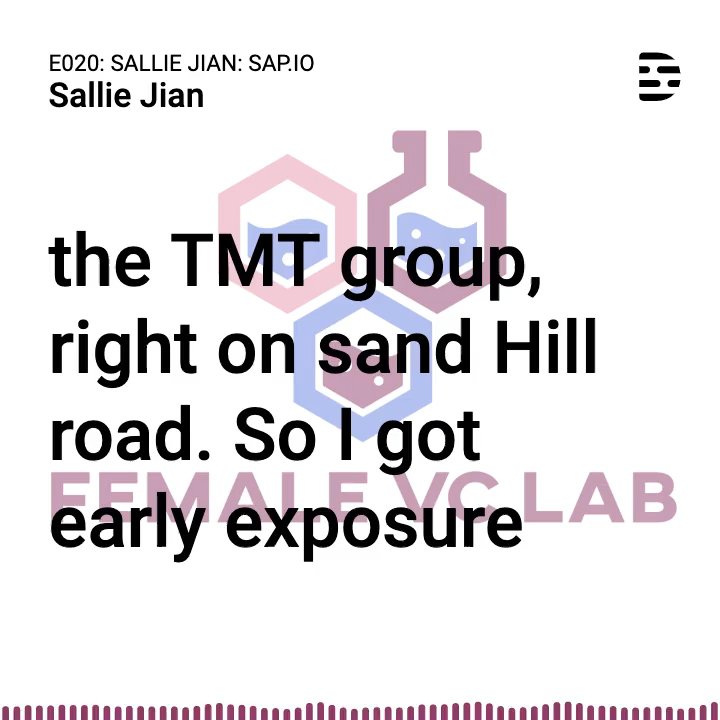 E020: SALLIE JIAN: SAP.IO
Sallie Jian
the TMT group,
right on sand Hill
road. So I got
early exposure
FEMALE VC LAB